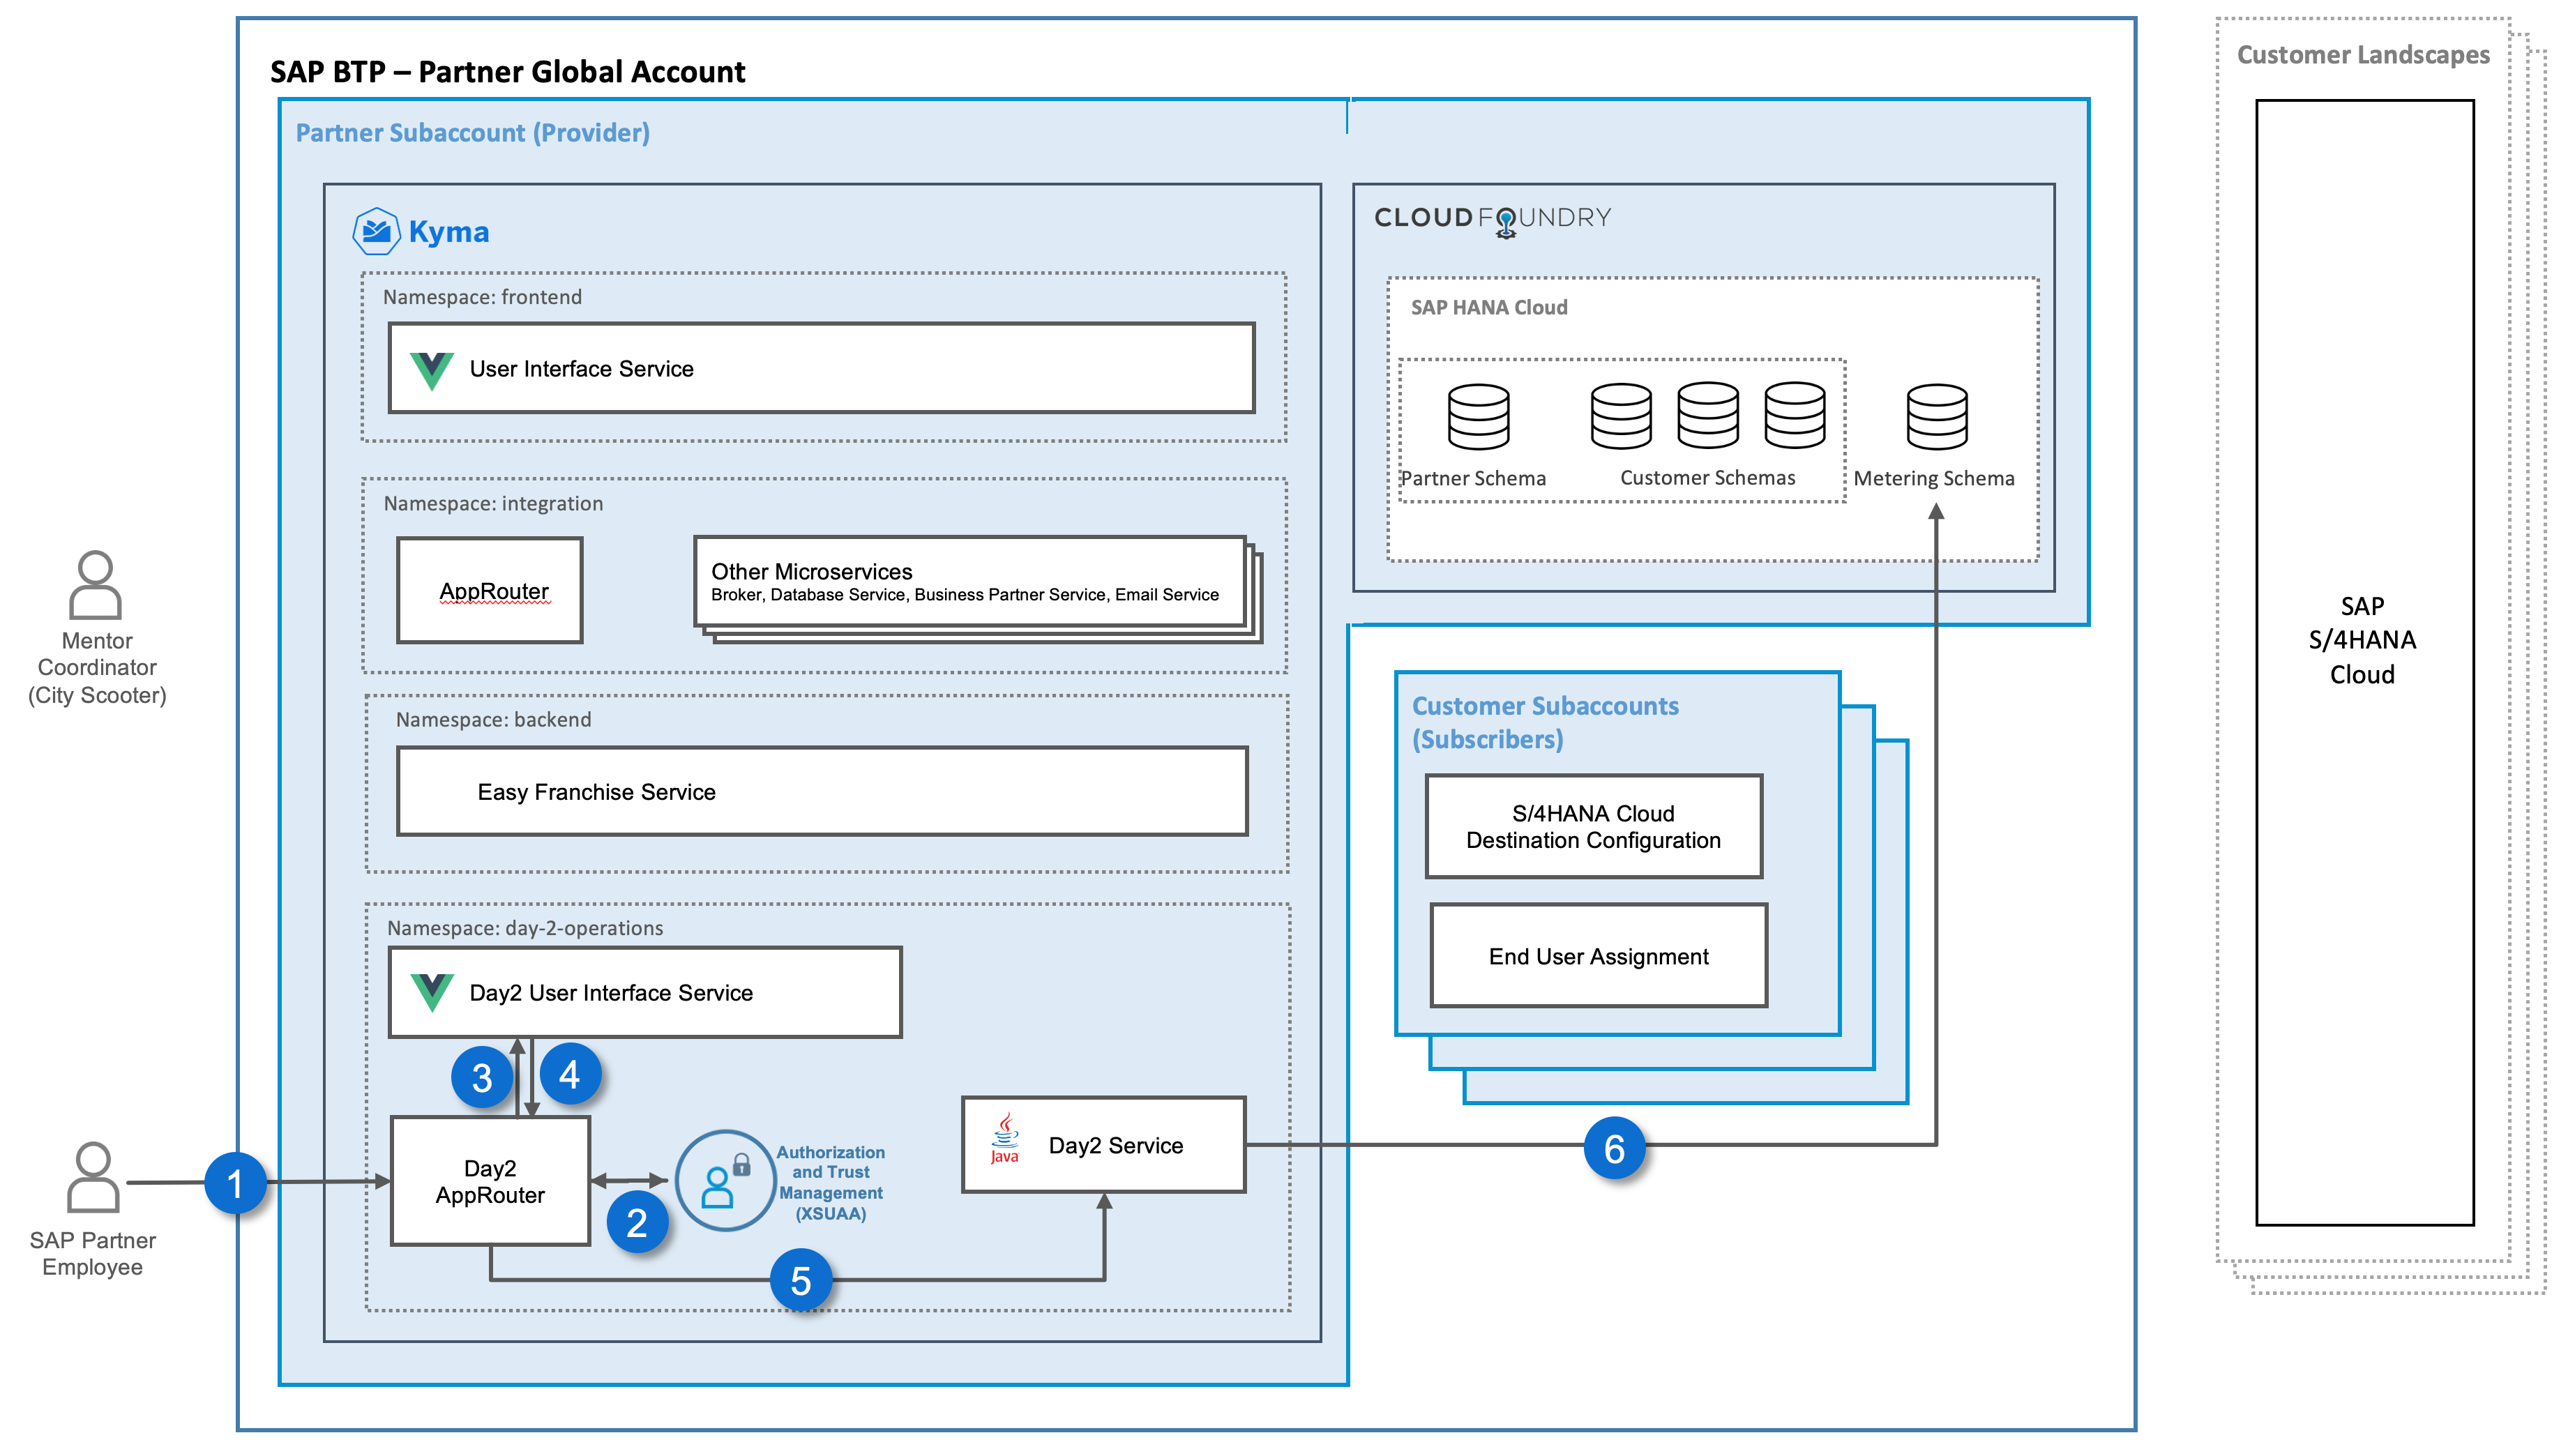 SAP BTP – Partner Global Account
Partner Subaccount (Provider)
Kyma
Namespace: frontend
User Interface Service
Namespace: integration
AppRouter
Other Microservices
Broker, Database Service, Business Partner Service, Email Service
Namespace: backend
Easy Franchise Service
Namespace: day-2-operations
Day2 User Interface Service
3
4
Day2
AppRouter
2
Authorization
and Trust
Management
(XSUAA)
Java
Day2 Service
5
1
6
CLOUD FOUNDRY
SAP HANA Cloud
Partner Schema
Customer Schemas
Metering Schema
Customer Subaccounts
(Subscribers)
S/4HANA Cloud
Destination Configuration
End User Assignment
Mentor
Coordinator
(City Scooter)
SAP Partner
Employee
Customer Landscapes
SAP
S/4HANA
Cloud